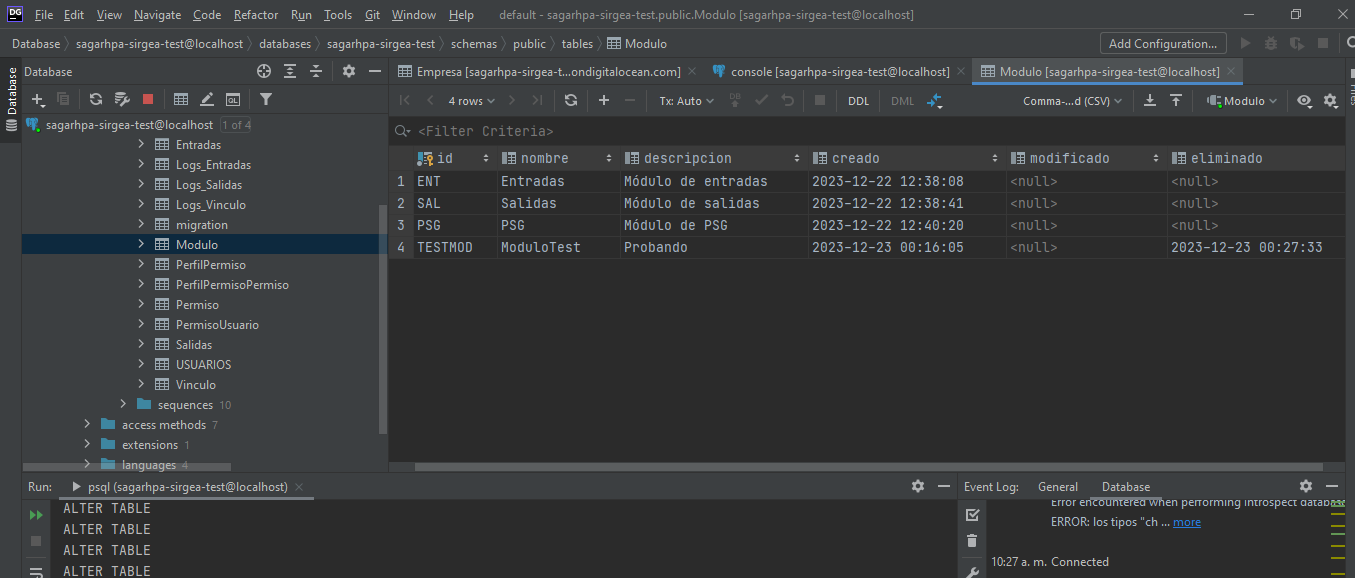 DG File Edit View Navigate Code Refactor Run Tools Git Window Help default - sagarhpa-sirgea-test.public.Modulo [sagarhpa-sirgea-test@localhost]
Database sagarhpa-sirgea-test@localhost databases sagarhpa-sirgea-test schemas public tables Modulo Add Configuration...
Database
Database
Empresa [sagarhpa-sirgea-t...ondigitalocean.com] console [sagarhpa-sirgea-test@localhost] Modulo [sagarhpa-sirgea-test@localhost]
QL 4 rows Tx: Auto DB DDL DML Comma-...d (CSV) Modulo
sagarhpa-sirgea-test@localhost 1 of 4
Entradas
Logs_Entradas
Logs_Salidas
Logs_Vinculo
migration
Modulo
PerfilPermiso
PerfilPermisoPermiso
Permiso
PermisoUsuario
Salidas
USUARIOS
Vinculo
sequences 10
access methods 7
extensions 1
languages 4
<Filter Criteria>
id nombre descripcion creado modificado eliminado
1 ENT Entradas Módulo de entradas 2023-12-22 12:38:08 <null> <null>
2 SAL Salidas Módulo de salidas 2023-12-22 12:38:41 <null> <null>
3 PSG PSG Módulo de PSG 2023-12-22 12:40:20 <null> <null>
4 TESTMOD ModuloTest Probando 2023-12-23 00:16:05 <null> 2023-12-23 00:27:33
Run: psql (sagarhpa-sirgea-test@localhost)
ALTER TABLE
ALTER TABLE
ALTER TABLE
ALTER TABLE
Event Log: General Database
Error encountered when performing Introspect database
ERROR: los tipos "ch ... more
10:27 a. m. Connected